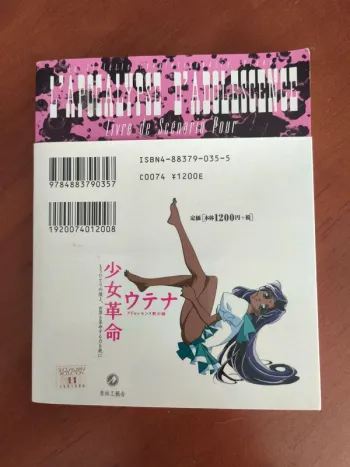 L'APOCALYPSE D'ADOLESCENCE
Livre de Scénario Pour
ISBN4-88379-035-5
C0074 ¥1200E
9784883790357
定価[本体1200円+税]
1920074012008
少女革命
ウテナ
アドゥレセンス黙示録
11